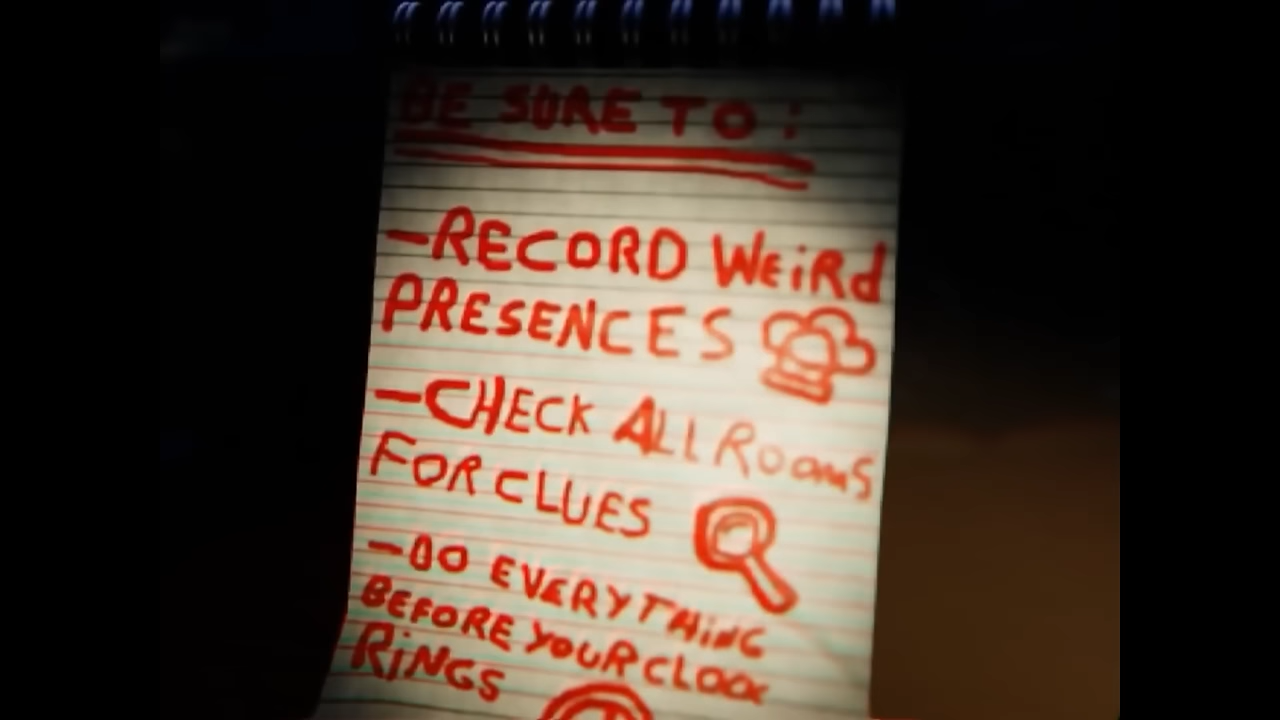 BE SURE TO:
-RECORD WEiRd
PRESENCES
-CHECK ALL ROOMS
FOR CLUES
-DO EVERYTHiNG
BEFORE YOUR CLOCK
RiNGS